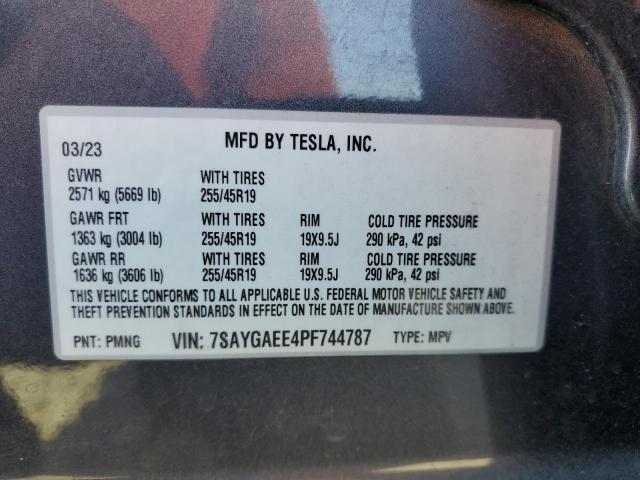 03/23 MFD BY TESLA, INC.
GVWR WITH TIRES
2571 kg (5669 lb) 255/45R19
GAWR FRT WITH TIRES RIM COLD TIRE PRESSURE
1363 kg (3004 lb) 255/45R19 19X9.5J 290 kPa, 42 psi
GAWR RR WITH TIRES RIM COLD TIRE PRESSURE
1636 kg (3606 lb) 255/45R19 19X9.5J 290 kPa, 42 psi
THIS VEHICLE CONFORMS TO ALL APPLICABLE U.S. FEDERAL MOTOR VEHICLE SAFETY AND
THEFT PREVENTION STANDARDS IN EFFECT ON THE DATE OF MANUFACTURE SHOWN ABOVE.
PNT: PMNG VIN: 7SAYGAEE4PF744787 TYPE: MPV